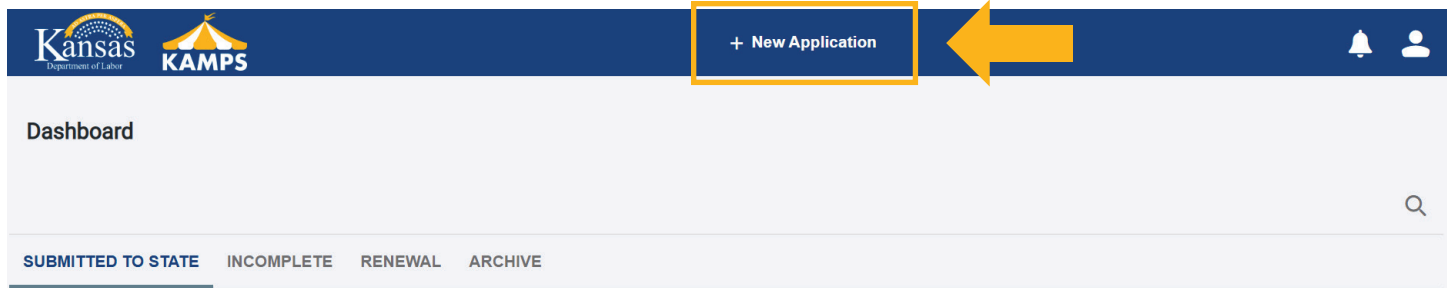 Kansas
Department of Labor
KAMPS
+ New Application
Dashboard
SUBMITTED TO STATE INCOMPLETE RENEWAL ARCHIVE